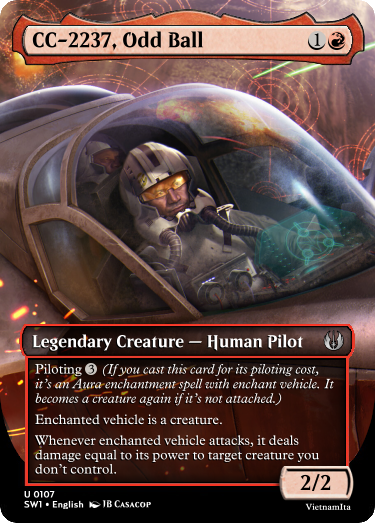 CC-2237, Odd Ball 1
Legendary Creature — Human Pilot
Piloting 3 (If you cast this card for its piloting cost,
it's an Aura enchantment spell with enchant vehicle. It
becomes a creature again if it's not attached.)
Enchanted vehicle is a creature.
Whenever enchanted vehicle attacks, it deals
damage equal to its power to target creature you
don't control.
2/2
U 0107
SW1 • English JB Casacop
VietnamIta